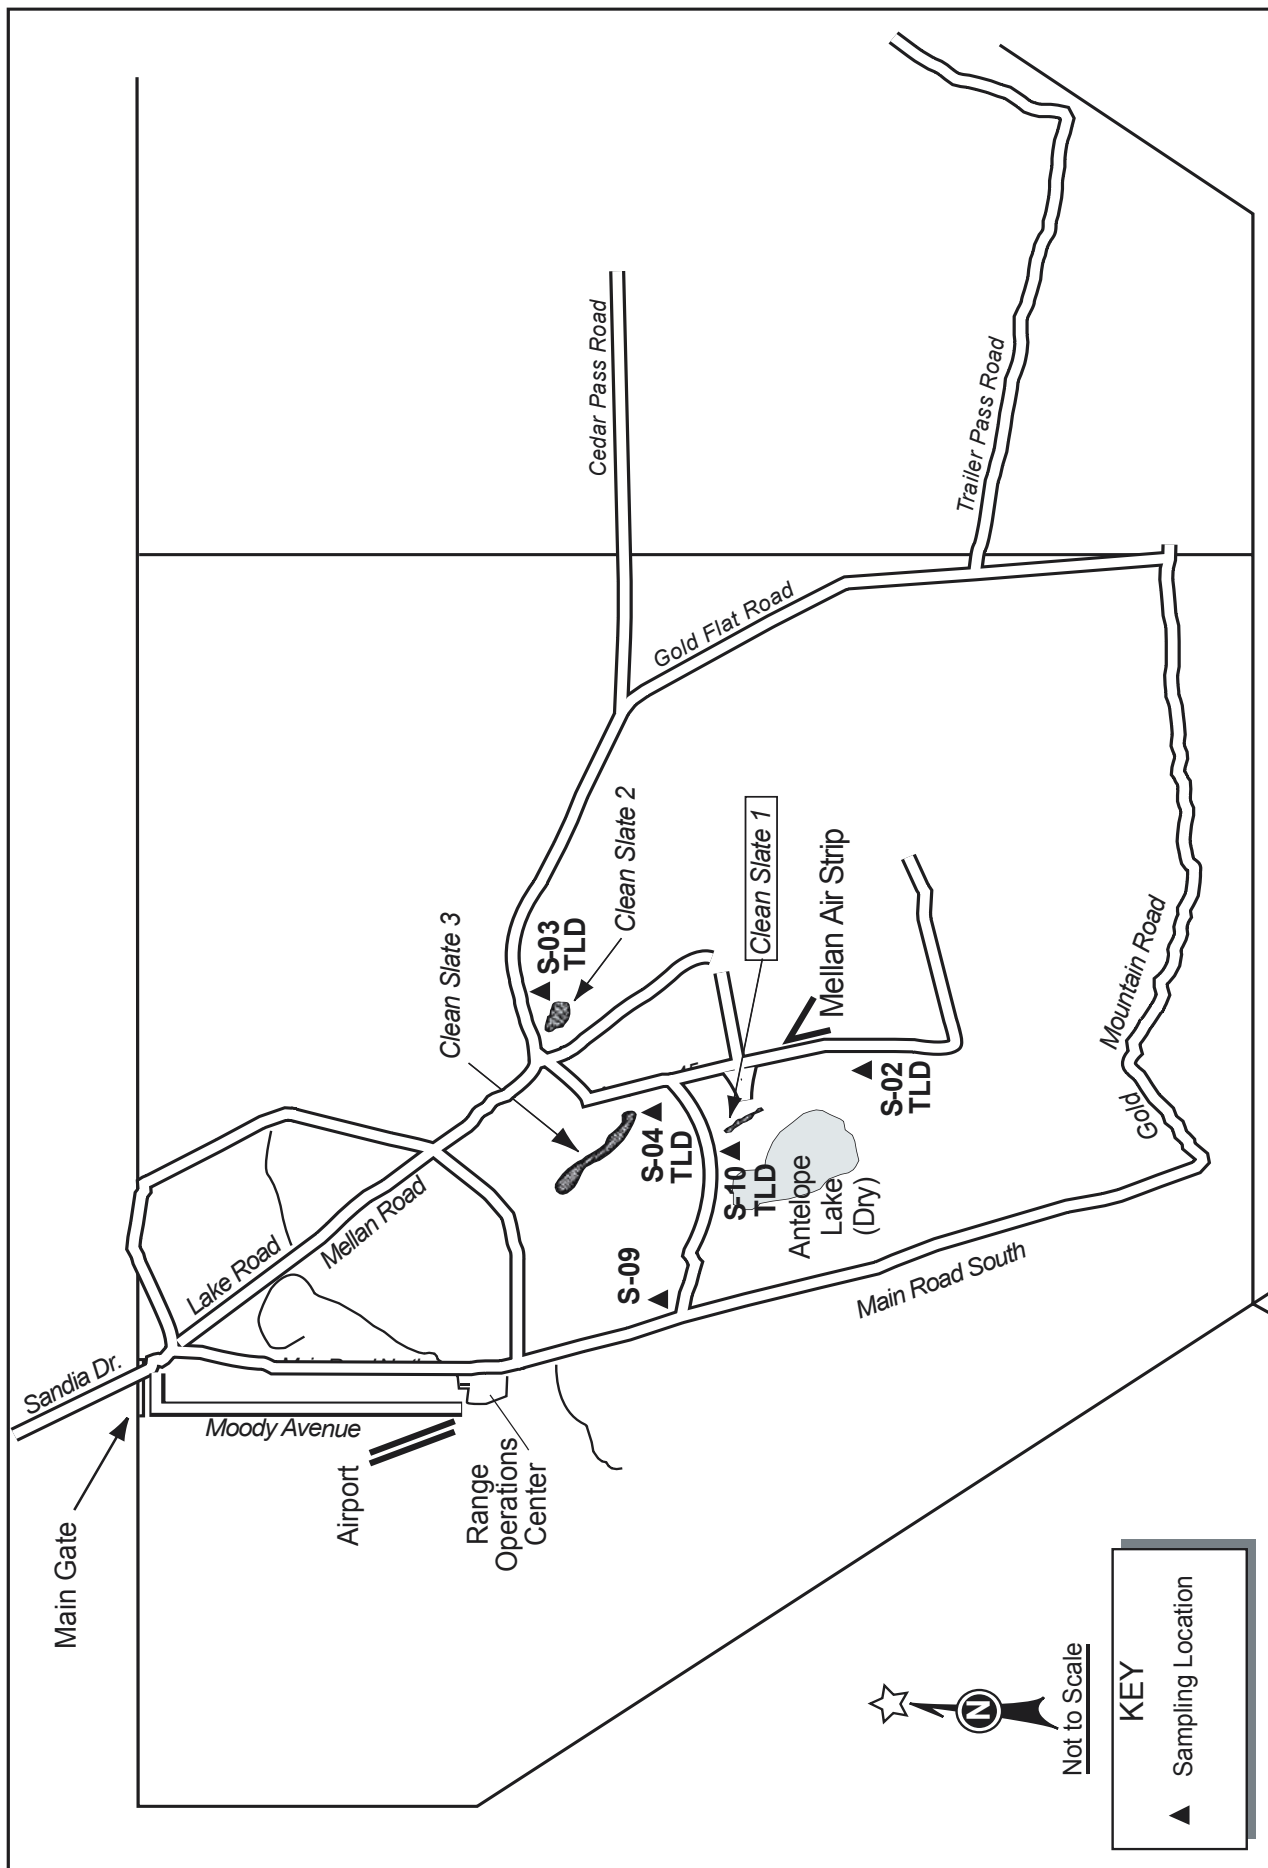 Sandia Dr.
Main Gate
Lake Road
Mellan Road
Moody Avenue
Airport
Range
Operations
Center
Cedar Pass Road
Trailer Pass Road
Gold Flat Road
Clean Slate 3
Clean Slate 2
S-03
TLD
Clean Slate 1
Mellan Air Strip
S-02
TLD
S-04
TLD
S-10
TLD
S-09
Antelope
Lake
(Dry)
Main Road South
Gold
Mountain Road
N
Not to Scale
KEY
Sampling Location